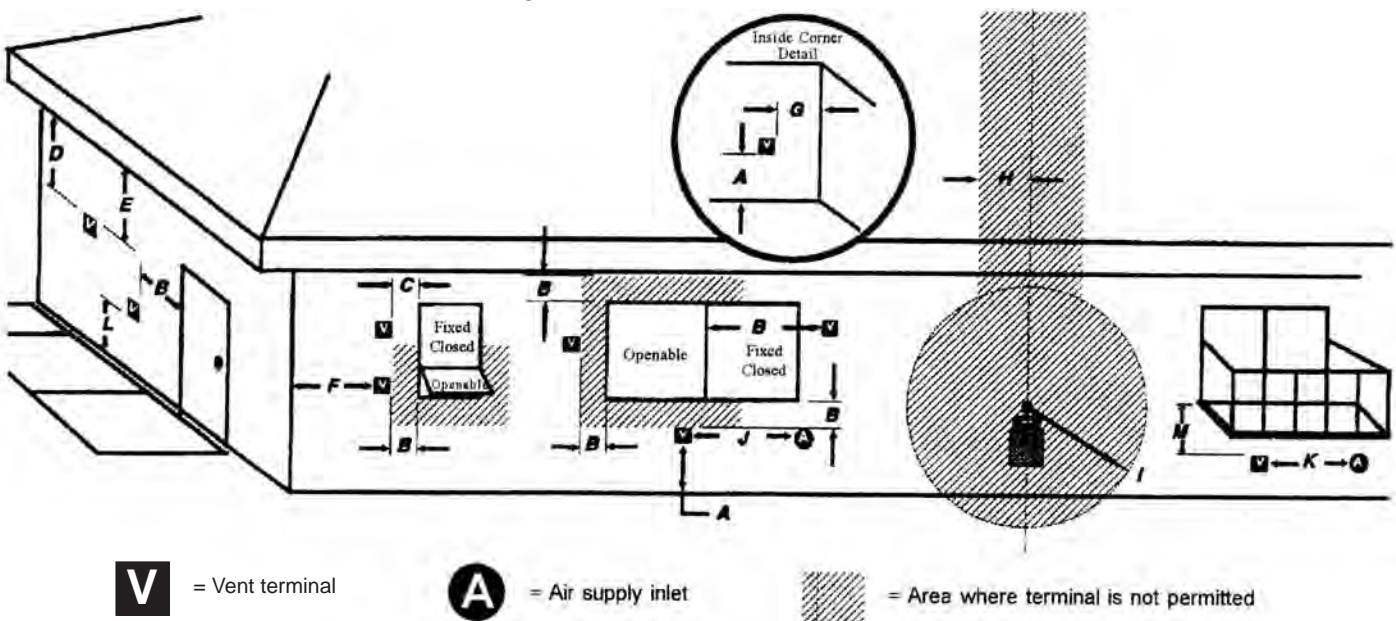 Inside Corner
Detail
G
V
A
H
D
E
V
B
V
L
C
V
Fixed
Closed
Openable
F
V
B
B
V
Openable
B
Fixed
Closed
V
B
B
V
J
A
A
I
M
V
K
A
V = Vent terminal
A = Air supply inlet
= Area where terminal is not permitted